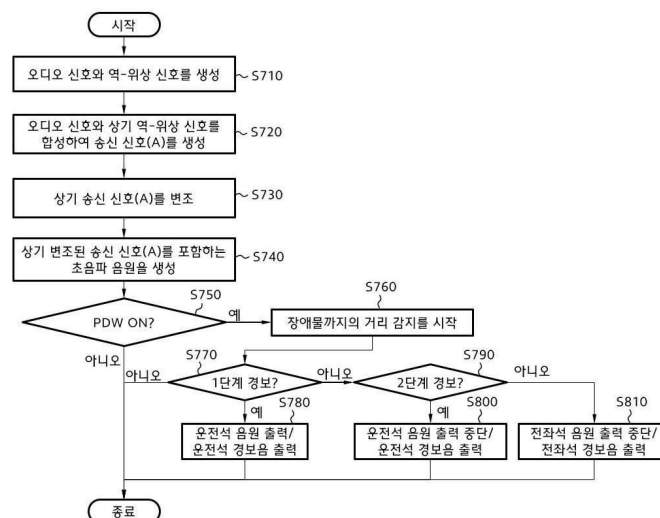 시작
오디오 신호와 역-위상 신호를 생성
S710
오디오 신호와 상기 역-위상 신호를
합성하여 송신 신호(A)를 생성
S720
상기 송신 신호(A)를 변조
S730
상기 변조된 송신 신호(A)를 포함하는
초음파 음원을 생성
S740
S750
PDW ON?
예
S760
장애물까지의 거리 감지를 시작
아니오
S770
아니오
1단계 경보?
아니오
S790
2단계 경보?
아니오
예
S780
운전석 음원 출력/
운전석 경보음 출력
예
S800
운전석 음원 출력 중단/
운전석 경보음 출력
S810
전좌석 음원 출력 중단/
전좌석 경보음 출력
종료